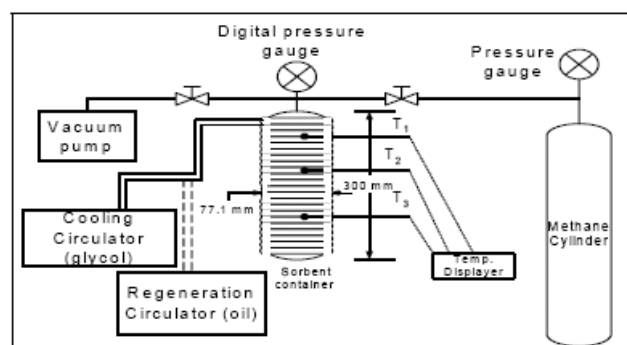 Digital pressure
gauge
Pressure
gauge
Vacuum
pump
T1
T2
300 mm
T3
77.1 mm
Cooling
Circulator
(glycol)
Methane
Cylinder
Temp.
Displayer
Sorbent
container
Regeneration
Circulator (oil)